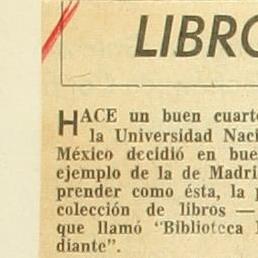 LIBRO
HACE un buen cuarto
la Universidad Naci
México decidió en bue
ejemplo de la de Madri
prender como ésta, la p
colección de libros —
que llamó "Biblioteca
diante".